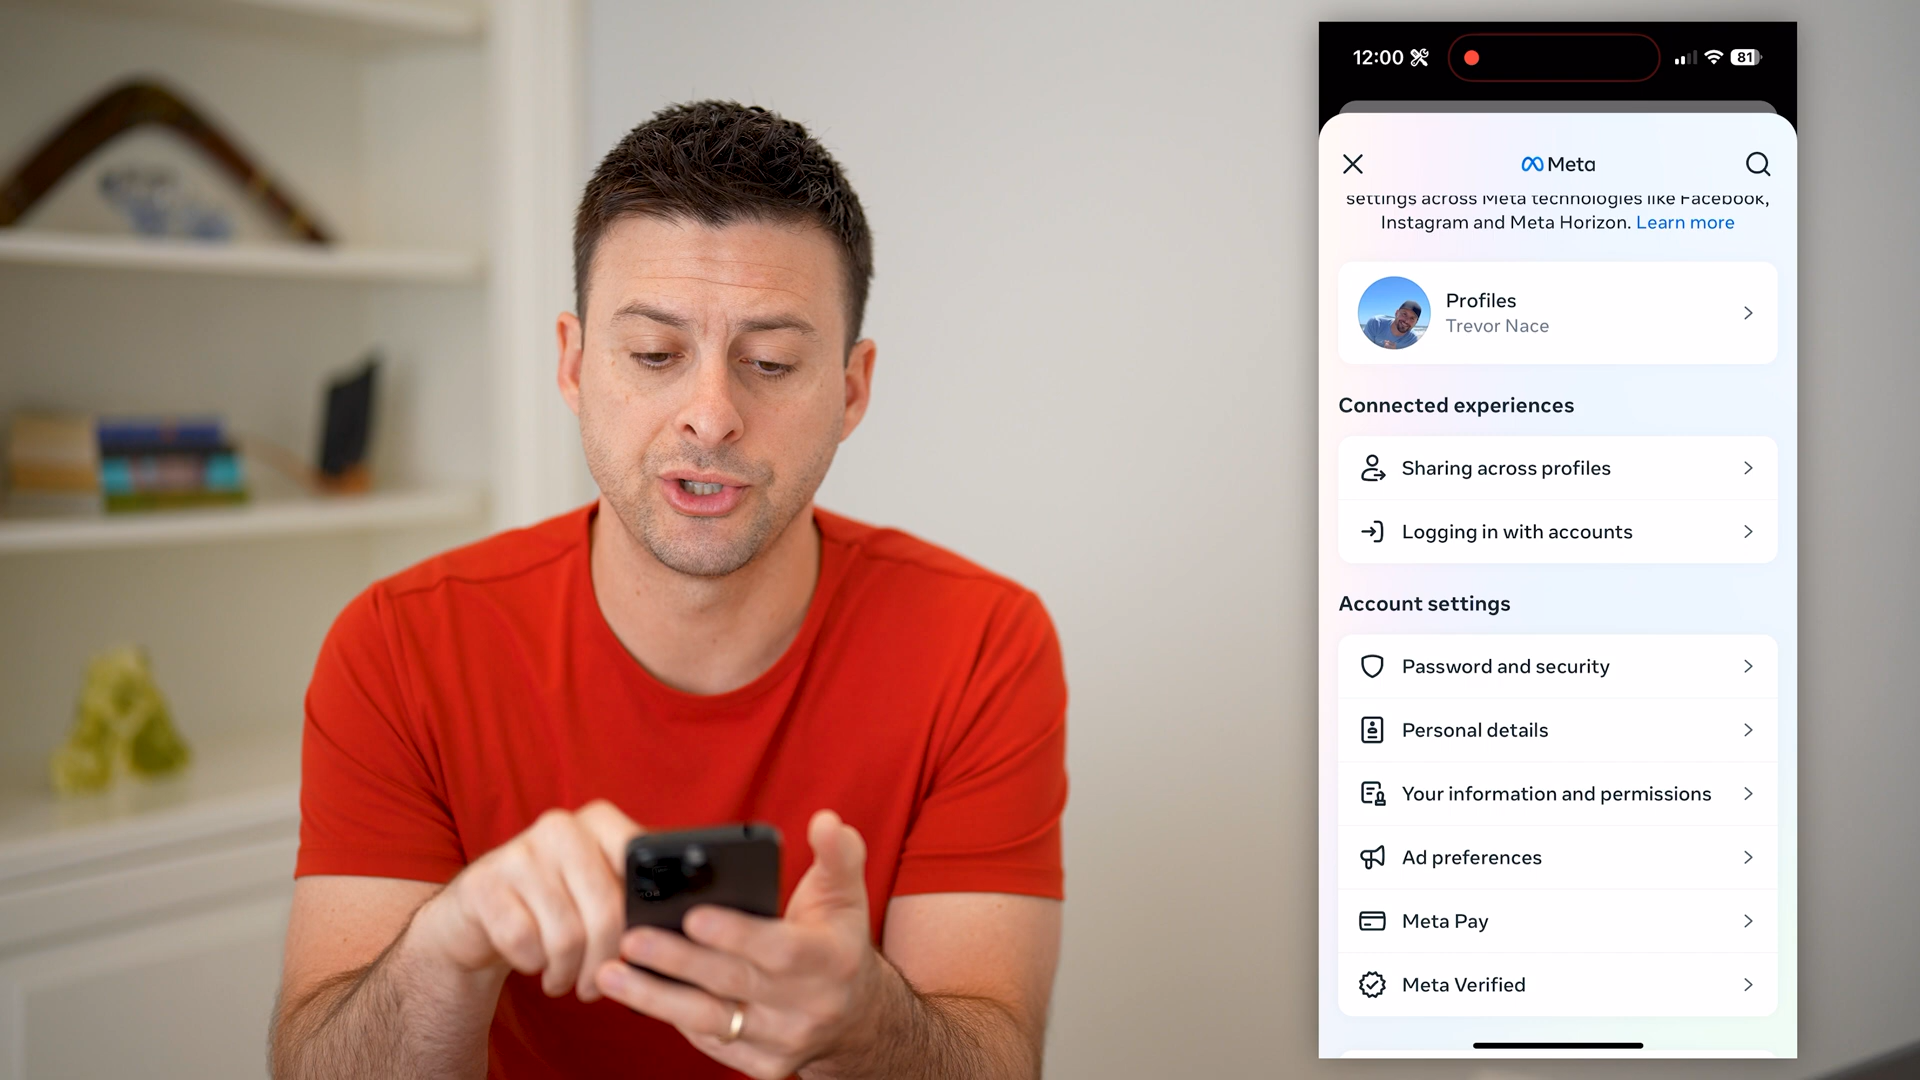 12:00
81
Meta
settings across Meta technologies like Facebook,
Instagram and Meta Horizon. Learn more
Profiles
Trevor Nace
Connected experiences
Sharing across profiles
Logging in with accounts
Account settings
Password and security
Personal details
Your information and permissions
Ad preferences
Meta Pay
Meta Verified